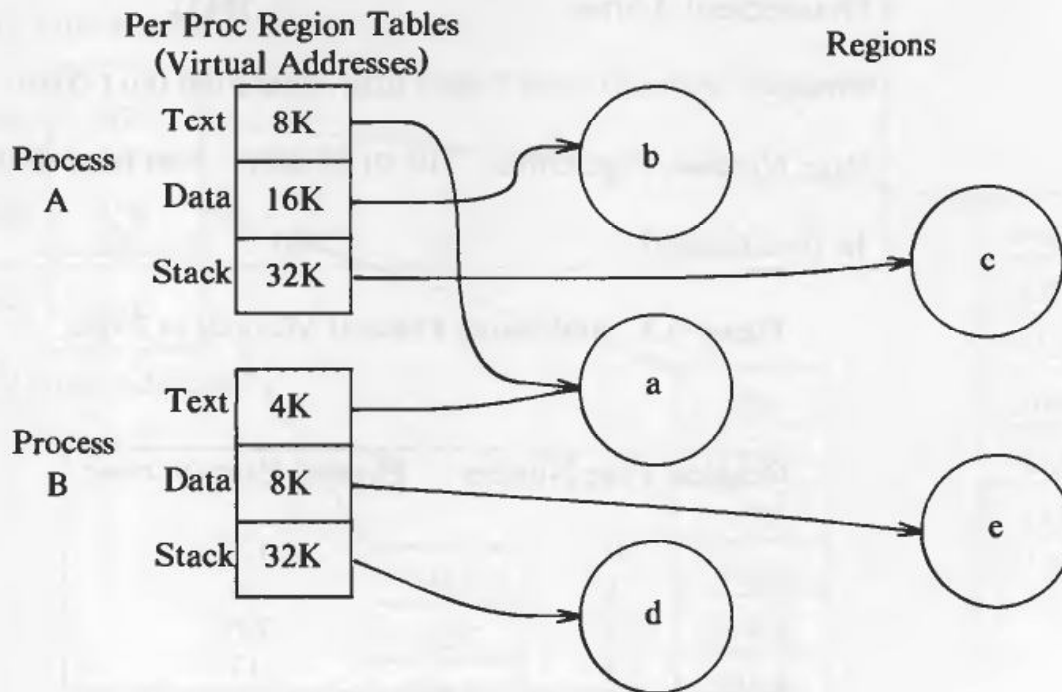 Per Proc Region Tables
(Virtual Addresses)
Regions
Process
A
Text 8K
Data 16K
Stack 32K
b
c
a
Process
B
Text 4K
Data 8K
Stack 32K
e
d